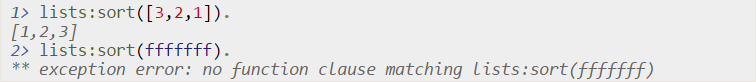 1> lists:sort([3,2,1]).
[1,2,3]
2> lists:sort(fffffff).
** exception error: no function clause matching lists:sort(fffffff)